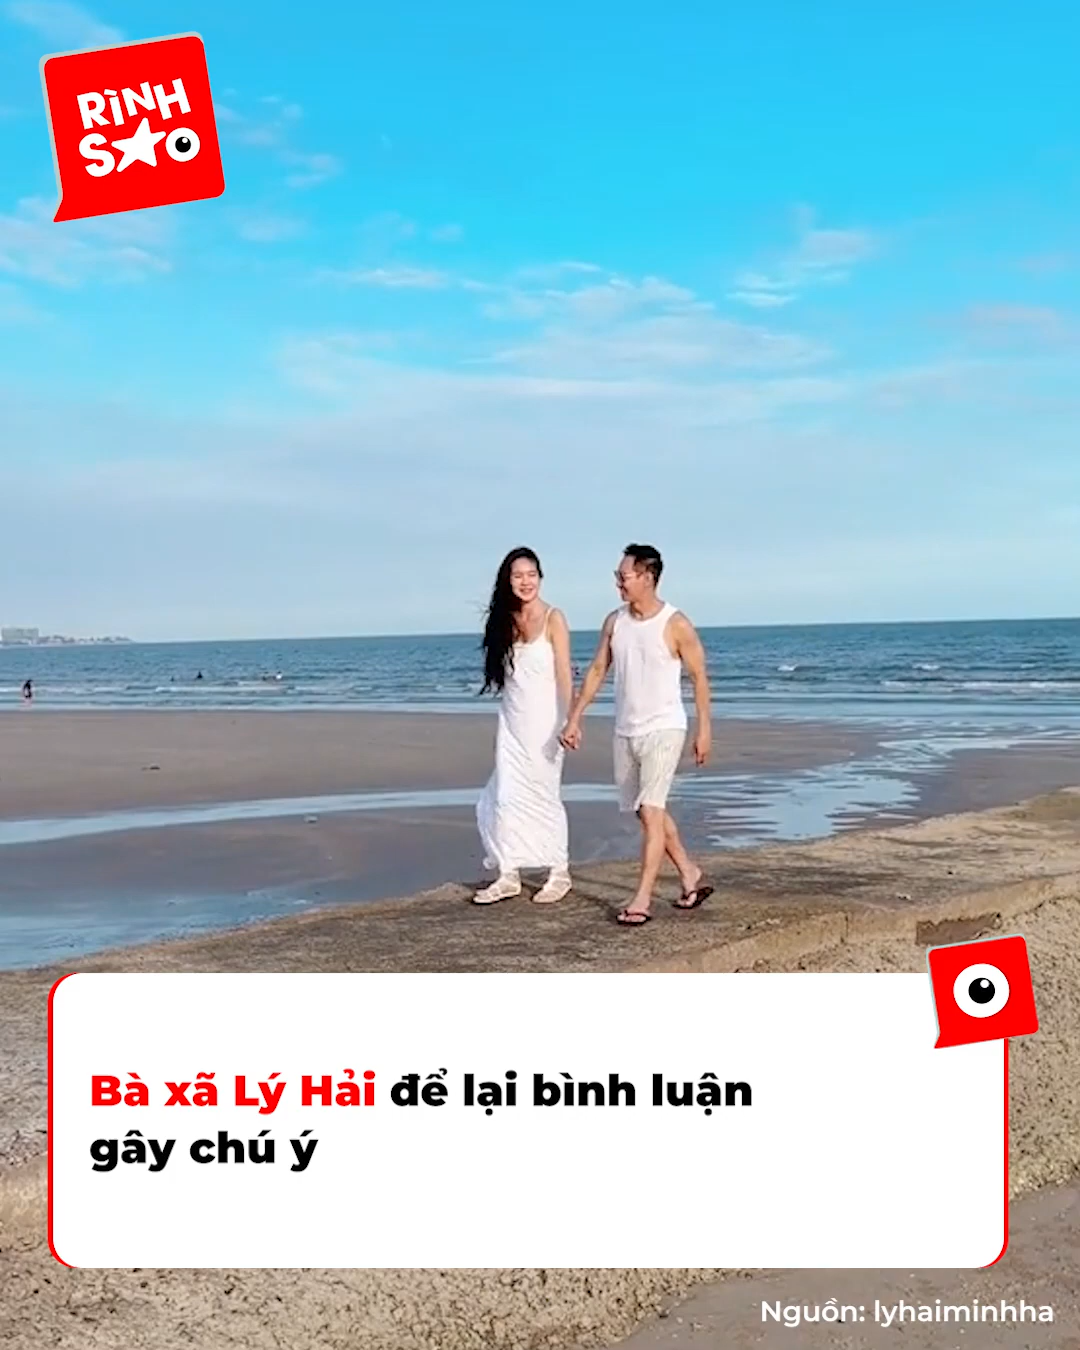 RÌNH
SAO
Bà xã Lý Hải để lại bình luận
gây chú ý
Nguồn: lyhaiminhha